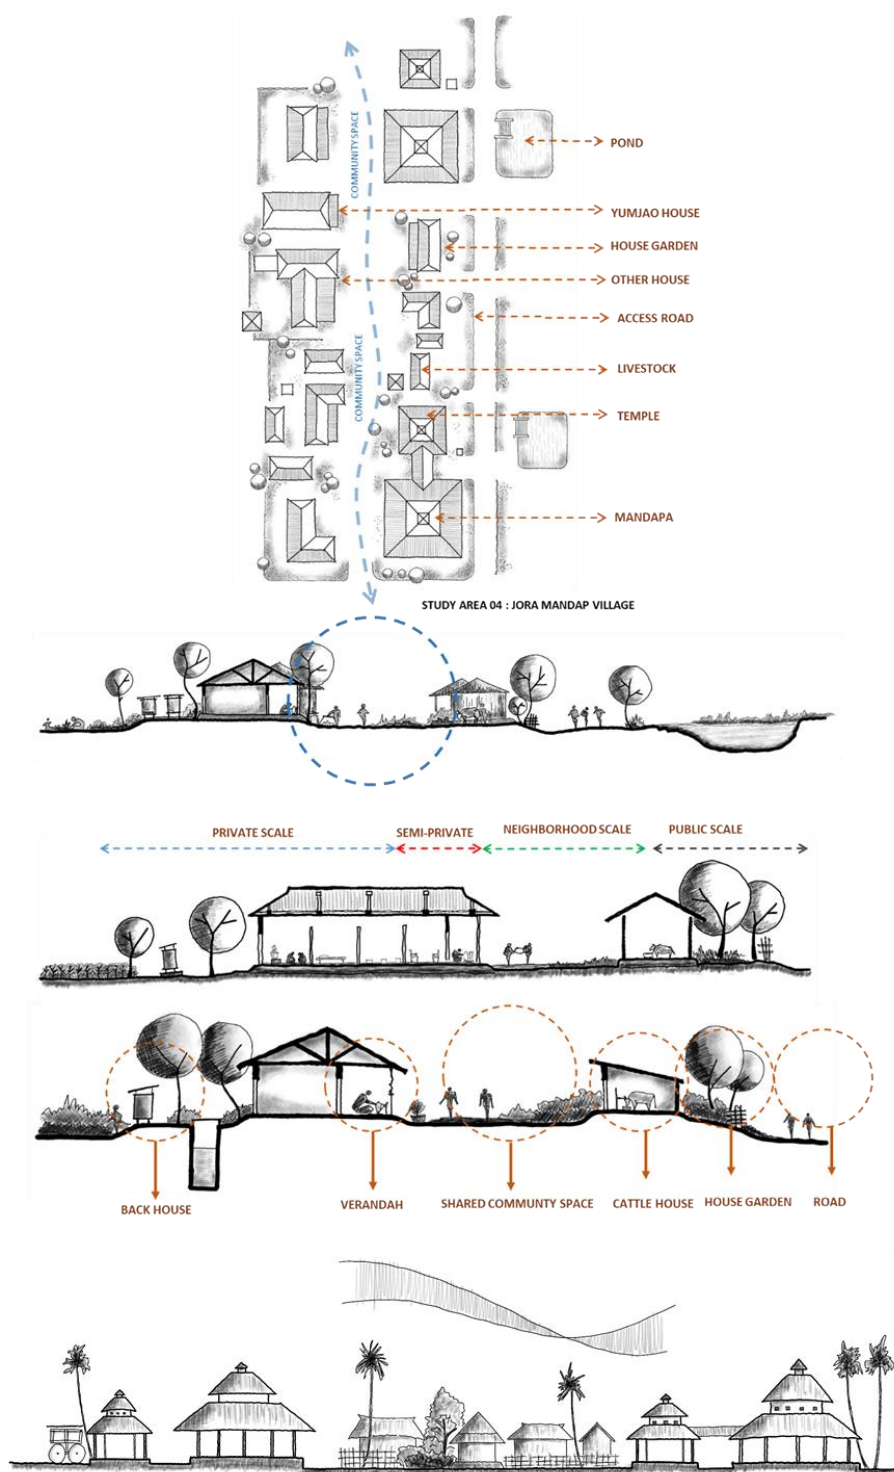 COMMUNITY SPACE
POND
YUMJAO HOUSE
HOUSE GARDEN
OTHER HOUSE
ACCESS ROAD
COMMUNITY SPACE
LIVESTOCK
TEMPLE
MANDAPA
STUDY AREA 04 : JORA MANDAP VILLAGE
PRIVATE SCALE
SEMI-PRIVATE
NEIGHBORHOOD SCALE
PUBLIC SCALE
BACK HOUSE
VERANDAH
SHARED COMMUNTY SPACE
CATTLE HOUSE
HOUSE GARDEN
ROAD